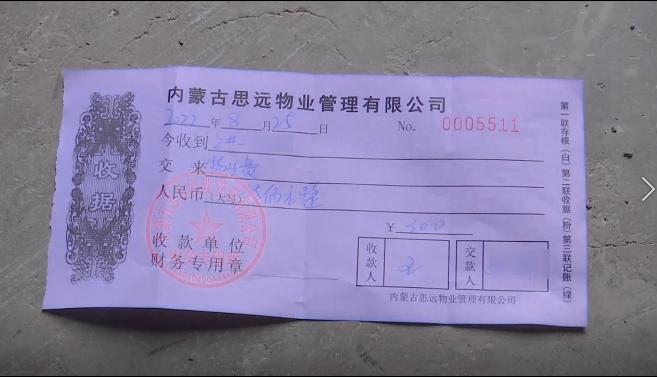 内蒙古思远物业管理有限公司
2022年8月25日 No. 0005511
今收到 2#-
交 来 物业费
人民币(大写) 叁佰元整
¥ 300
收款单位
财务专用章
收款人
交款人
内蒙古思远物业管理有限公司
收据
第一联存根(白)第二联收据(粉)第三联记账(绿)